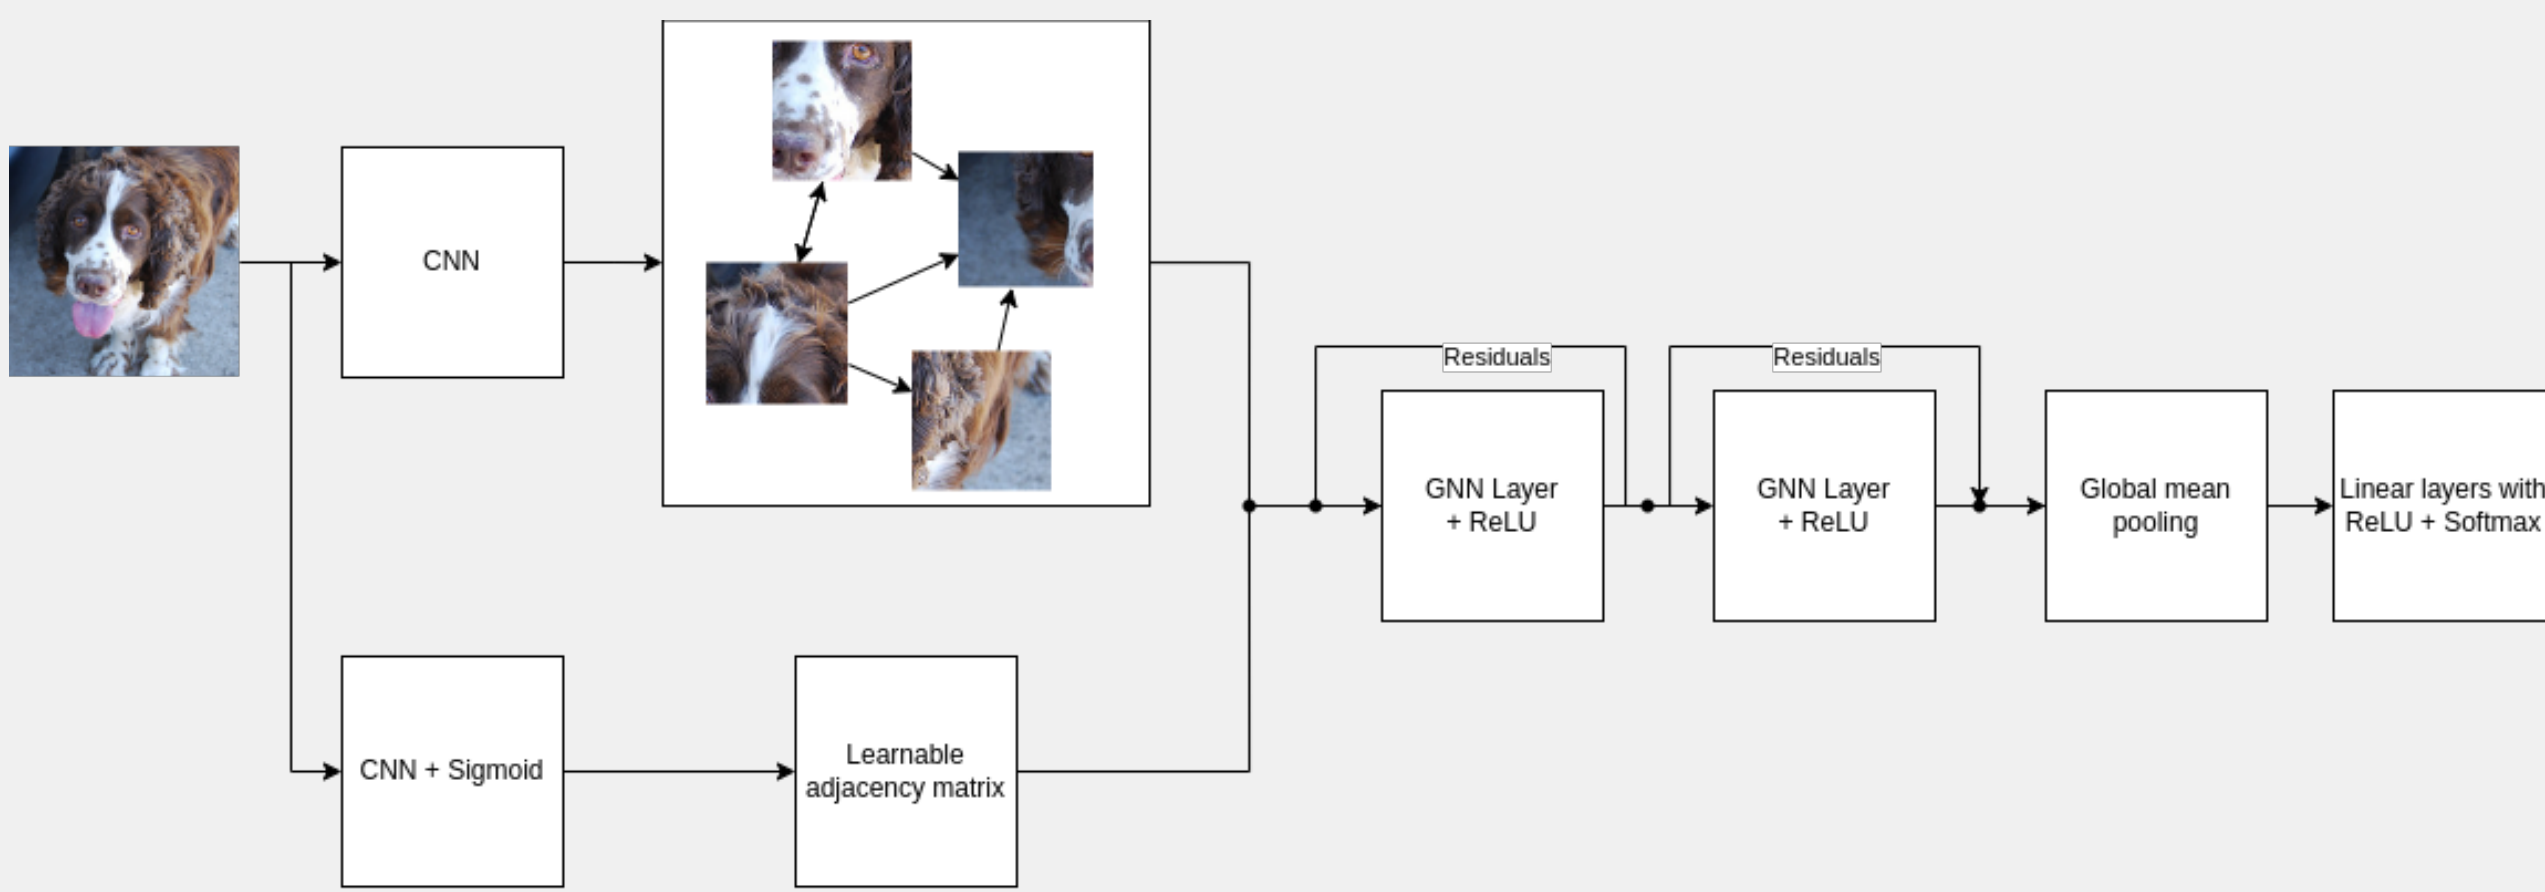 CNN
Residuals
Residuals
GNN Layer
+ ReLU
GNN Layer
+ ReLU
Global mean
pooling
Linear layers with
ReLU + Softmax
CNN + Sigmoid
Learnable
adjacency matrix